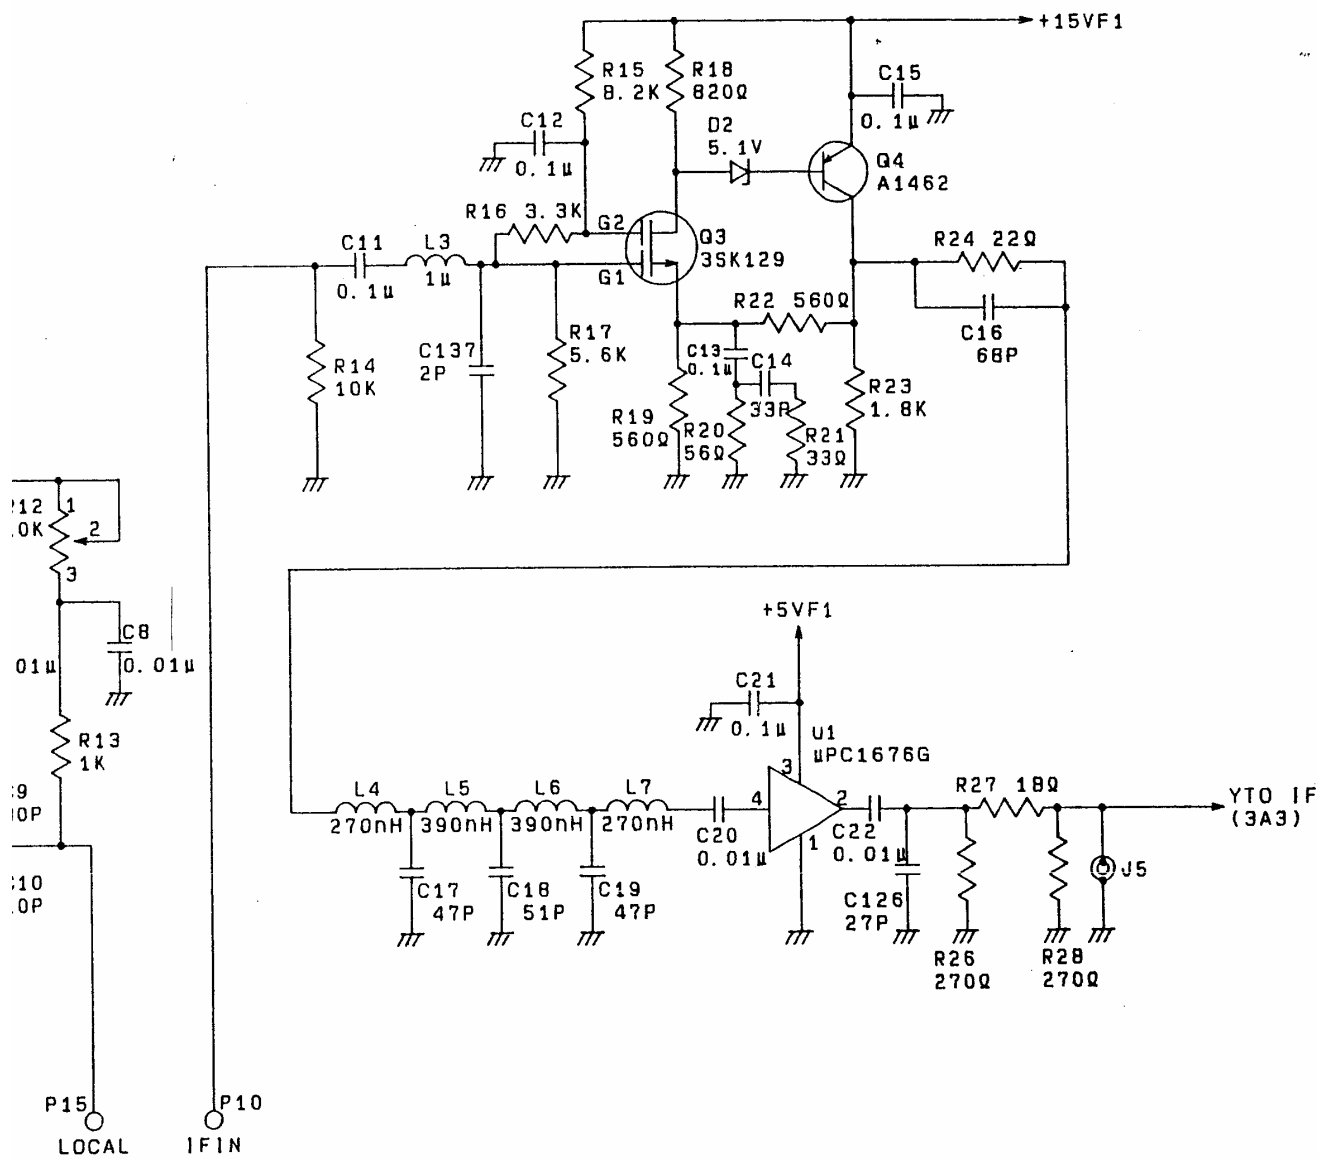 +15VF1
R15
8.2K
R18
820Ω
C15
0.1µ
C12
0.1µ
D2
5.1V
Q4
A1462
R16 3.3K
G2
G1
Q3
3SK129
C11
0.1µ
L3
1µ
R24 22Ω
C16
68P
R22 560Ω
R14
10K
C137
2P
R17
5.6K
C13
0.1µ
C14
33P
R19
560Ω
R20
56Ω
R21
33Ω
R23
1.8K
1
2
3
C8
0.01µ
01µ
R13
1K
+5VF1
C21
0.1µ
U1
µPC1676G
3
4
2
1
L4
270nH
L5
390nH
L6
390nH
L7
270nH
C20
0.01µ
C22
0.01µ
R27 18Ω
YTO IF
(3A3)
C17
47P
C18
51P
C19
47P
C126
27P
J5
R26
270Ω
R28
270Ω
P15
LOCAL
P10
IFIN